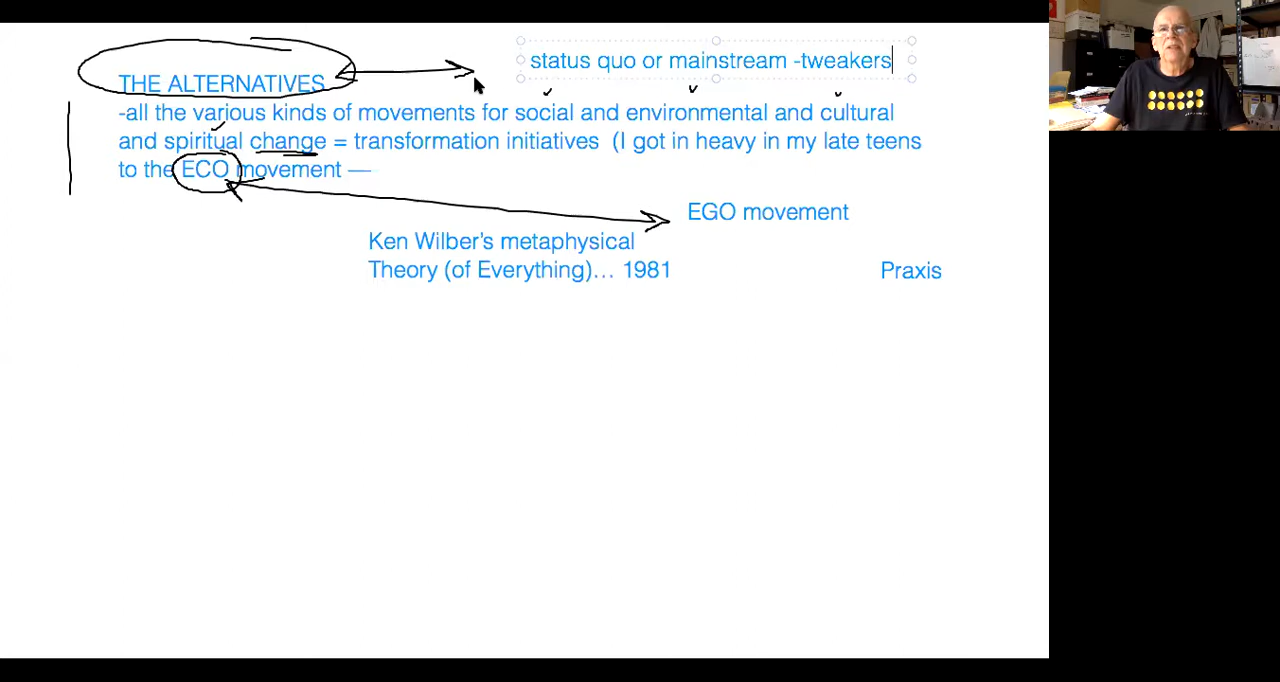 status quo or mainstream -tweakers
THE ALTERNATIVES
-all the various kinds of movements for social and environmental and cultural
and spiritual change = transformation initiatives (I got in heavy in my late teens
to the ECO movement —
EGO movement
Ken Wilber's metaphysical
Theory (of Everything)... 1981
Praxis